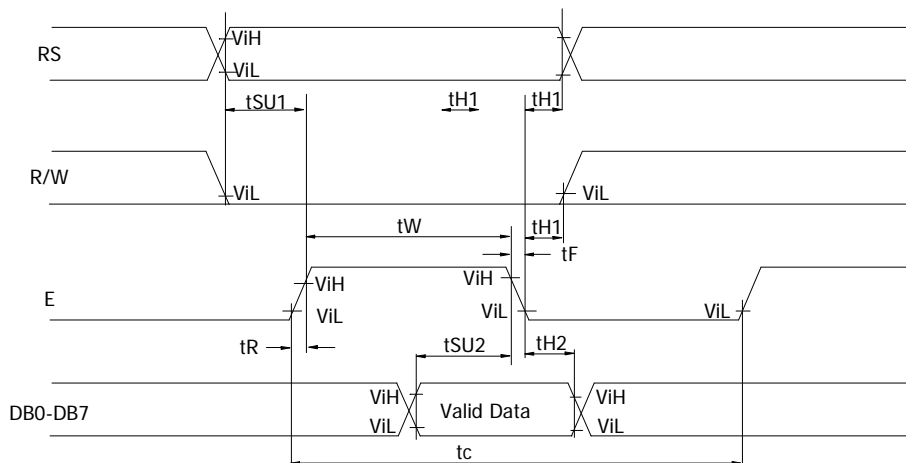 RS
ViH
ViL
tSU1
tH1
tH1
R/W
ViL
ViL
tW
tH1
tF
E
ViH
ViH
ViL
ViL
ViL
tR
tSU2
tH2
DB0-DB7
ViH
ViL
Valid Data
ViH
ViL
tc